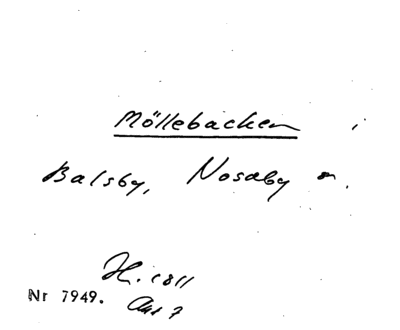 Möllebacken i
Balsby, Nosaby
Nr 7949.